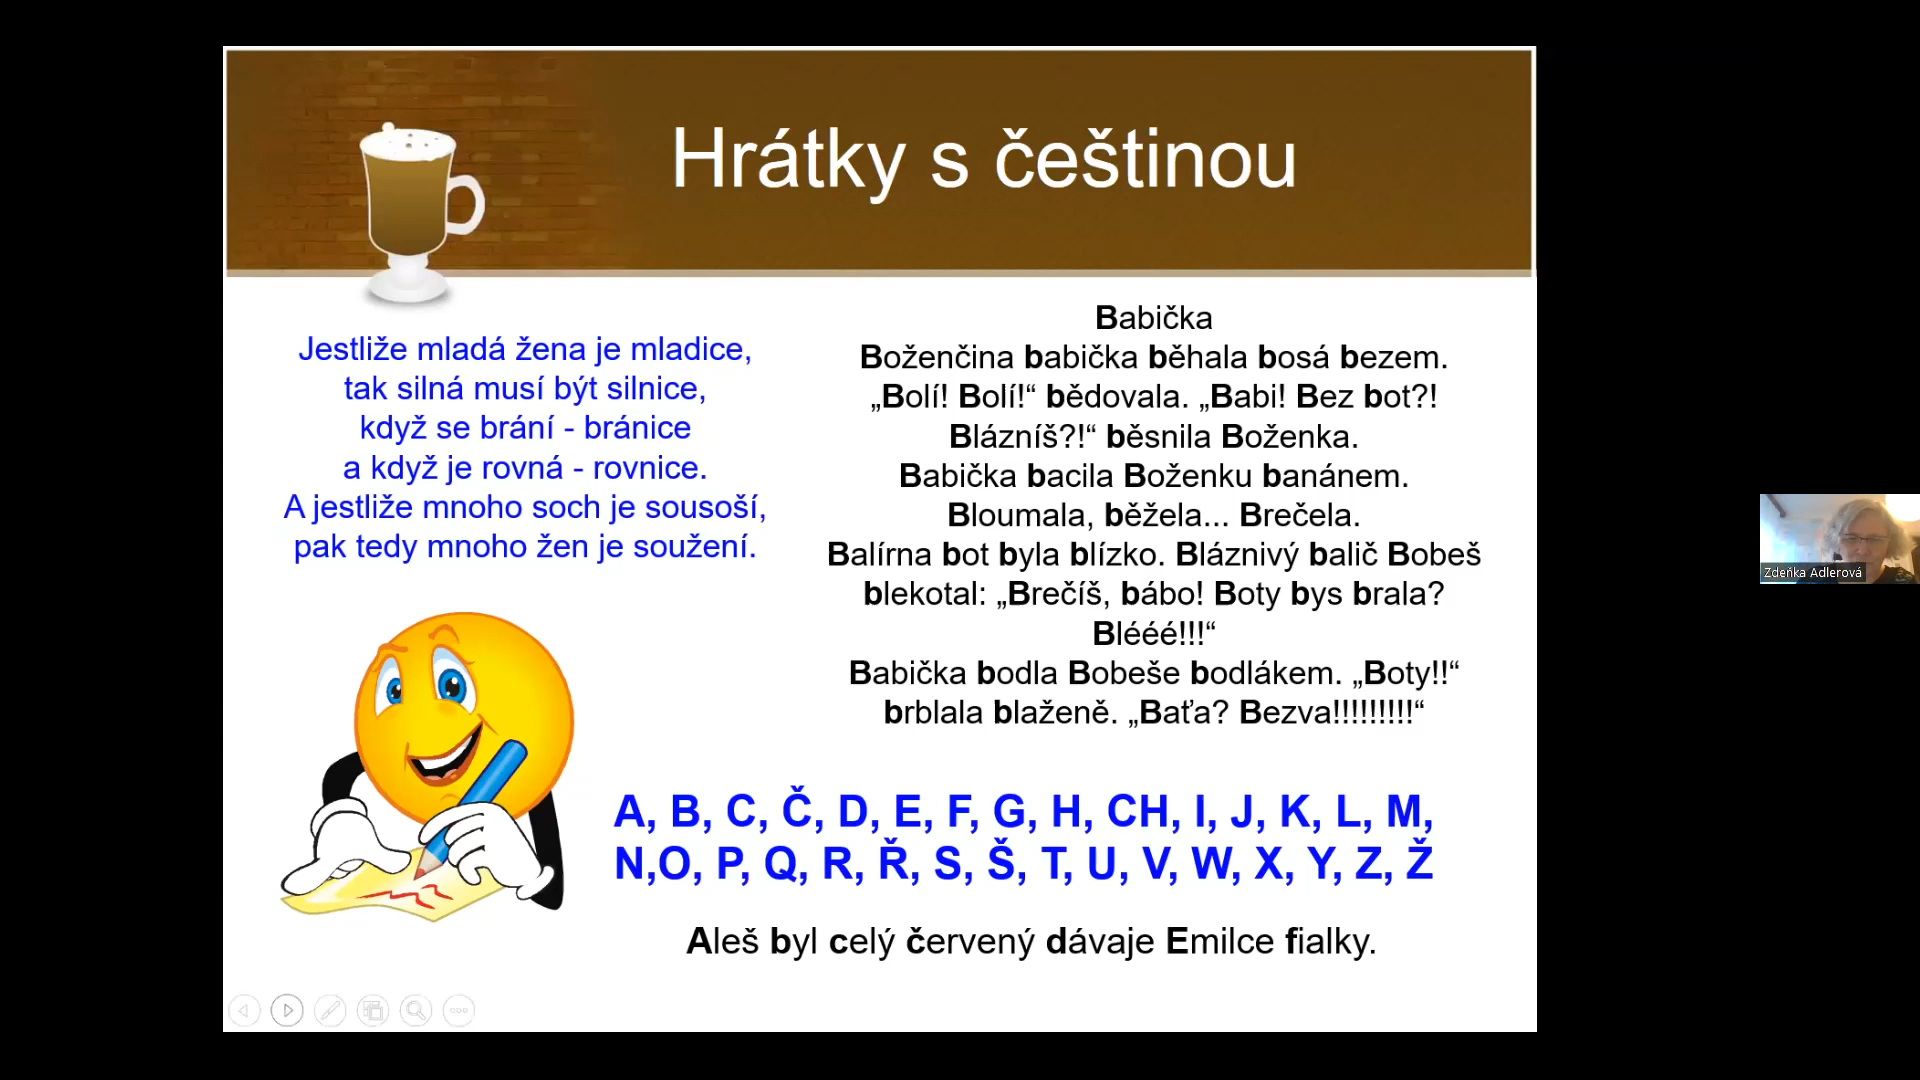 Hrátky s češtinou
Jestliže mladá žena je mladice,
tak silná musí být silnice,
když se brání - bránice
a když je rovná - rovnice.
A jestliže mnoho soch je sousoší,
pak tedy mnoho žen je soužení.
Babička
Boženčina babička běhala bosá bezem.
„Bolí! Bolí!“ bědovala. „Babi! Bez bot?!
Blázníš?!“ běsnila Boženka.
Babička bacila Boženku banánem.
Bloumala, běžela... Brečela.
Balírna bot byla blízko. Bláznivý balič Bobeš
blekotal: „Brečíš, bábo! Boty bys brala?
Blééé!!!“
Babička bodla Bobeše bodlákem. „Boty!!“
brblala blaženě. „Baťa? Bezva!!!!!!!!!“
A, B, C, Č, D, E, F, G, H, CH, I, J, K, L, M,
N,O, P, Q, R, Ř, S, Š, T, U, V, W, X, Y, Z, Ž
Aleš byl celý červený dávaje Emilce fialky.
Zdeňka Adlerová